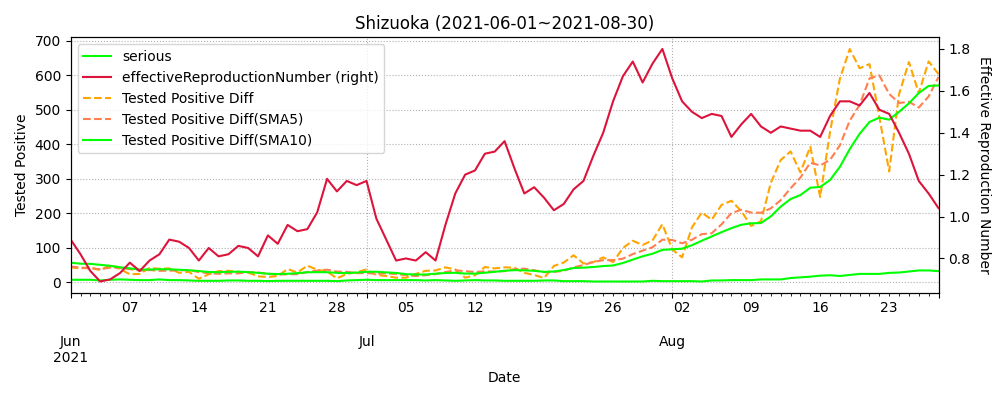 Shizuoka (2021-06-01~2021-08-30)
serious
effectiveReproductionNumber (right)
Tested Positive Diff
Tested Positive Diff(SMA5)
Tested Positive Diff(SMA10)
700
600
500
400
300
200
100
0
Tested Positive
1.8
1.6
1.4
1.2
1.0
0.8
Effective Reproduction Number
07 14 21 28 05 12 19 26 02 09 16 23
Jun Jul Aug
2021
Date